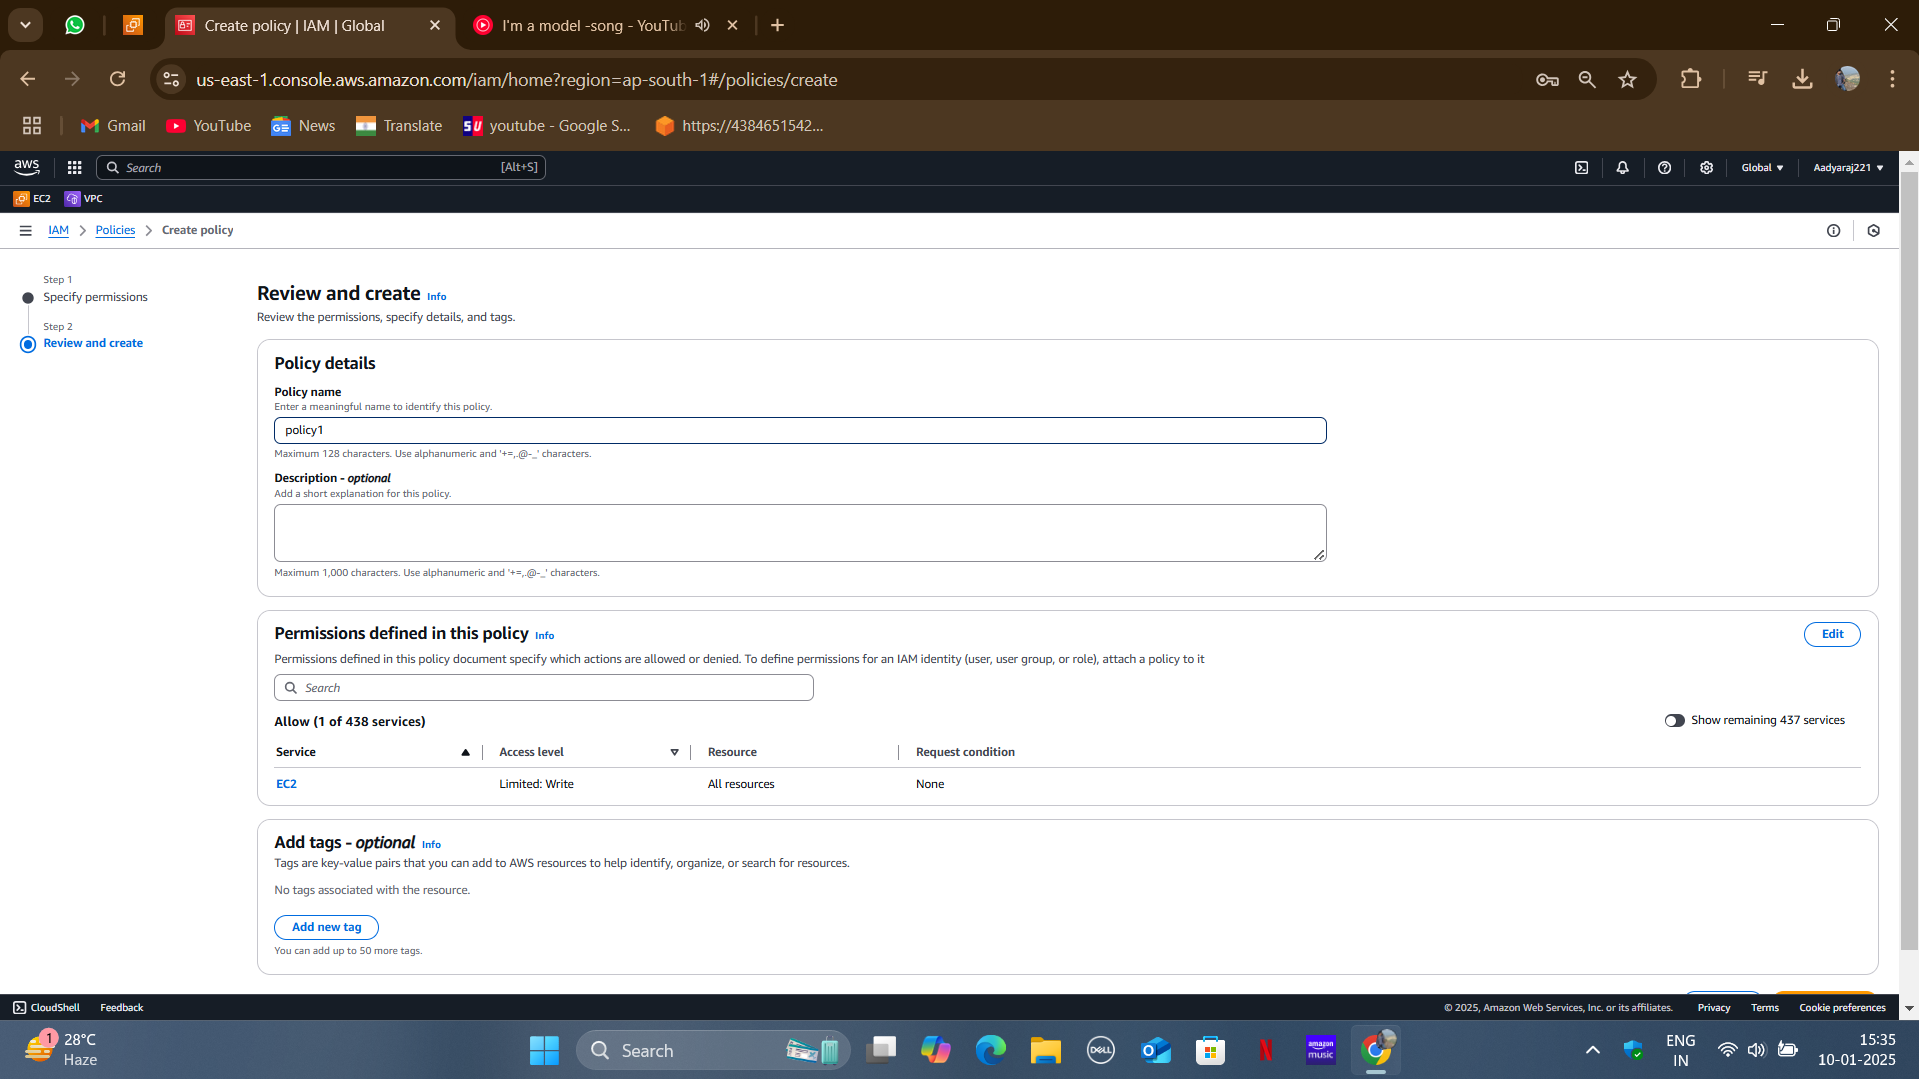 Create policy | IAM | Global
I'm a model -song - YouTub
us-east-1.console.aws.amazon.com/iam/home?region=ap-south-1#/policies/create
Gmail
YouTube
News
Translate
youtube - Google S...
https://4384651542...
aws
Search
[Alt+S]
Global
Aadyaraj221
EC2
VPC
IAM
Policies
Create policy
Step 1
Specify permissions
Step 2
Review and create
Review and create Info
Review the permissions, specify details, and tags.
Policy details
Policy name
Enter a meaningful name to identify this policy.
policy1
Maximum 128 characters. Use alphanumeric and '+=,.@-_' characters.
Description - optional
Add a short explanation for this policy.
Maximum 1,000 characters. Use alphanumeric and '+=,.@-_' characters.
Permissions defined in this policy Info
Edit
Permissions defined in this policy document specify which actions are allowed or denied. To define permissions for an IAM identity (user, user group, or role), attach a policy to it
Search
Allow (1 of 438 services)
Show remaining 437 services
Service
Access level
Resource
Request condition
EC2
Limited: Write
All resources
None
Add tags - optional Info
Tags are key-value pairs that you can add to AWS resources to help identify, organize, or search for resources.
No tags associated with the resource.
Add new tag
You can add up to 50 more tags.
CloudShell
Feedback
© 2025, Amazon Web Services, Inc. or its affiliates.
Privacy
Terms
Cookie preferences
1
28°C
Haze
Search
DELL
amazon
music
ENG
IN
15:35
10-01-2025